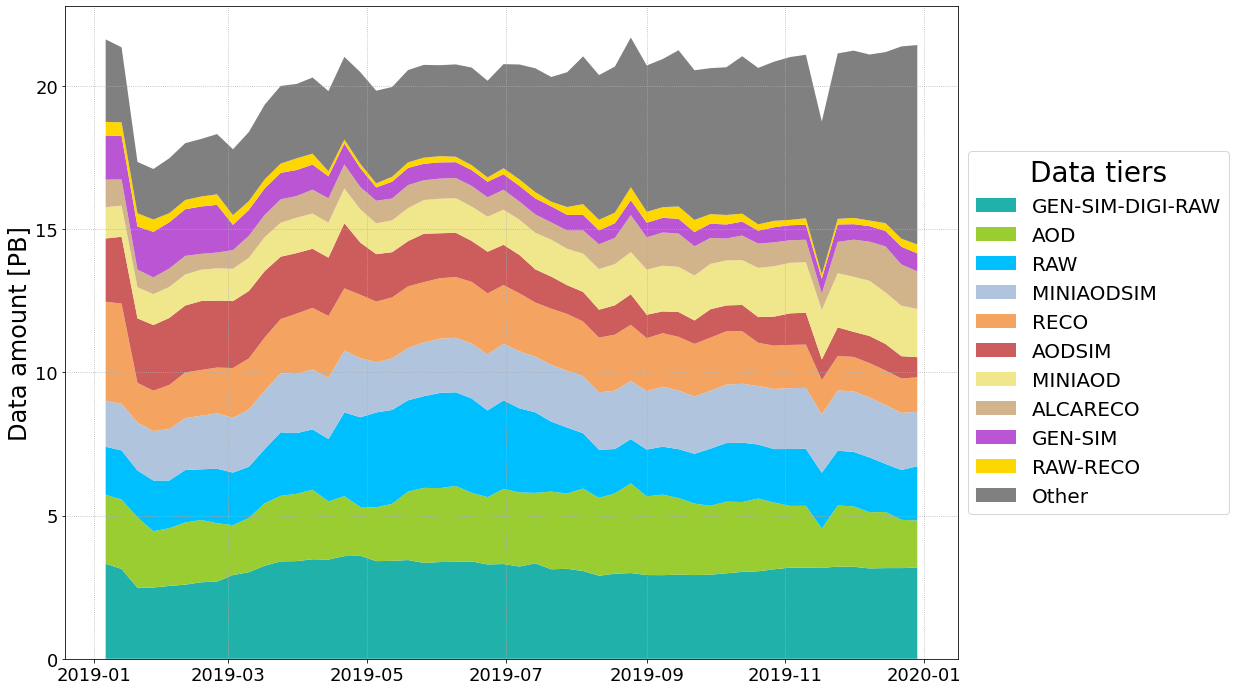 Data amount [PB]
20
15
10
5
0
2019-01 2019-03 2019-05 2019-07 2019-09 2019-11 2020-01
Data tiers
GEN-SIM-DIGI-RAW
AOD
RAW
MINIAODSIM
RECO
AODSIM
MINIAOD
ALCARECO
GEN-SIM
RAW-RECO
Other